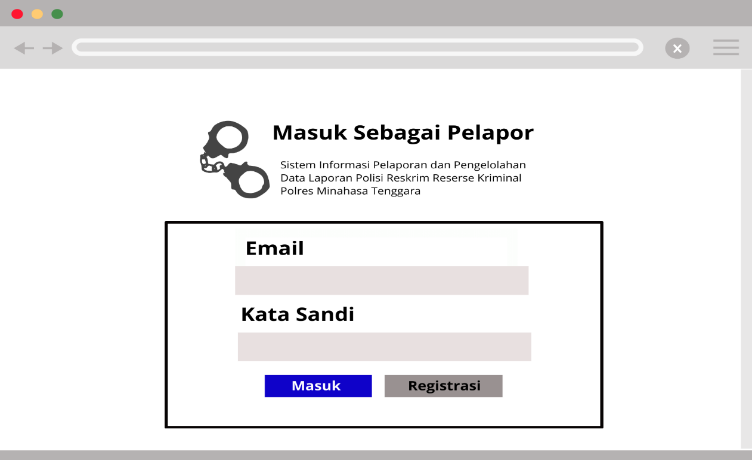 Masuk Sebagai Pelapor
Sistem Informasi Pelaporan dan Pengelolahan
Data Laporan Polisi Reskrim Reserse Kriminal
Polres Minahasa Tenggara
Email
Kata Sandi
Masuk
Registrasi